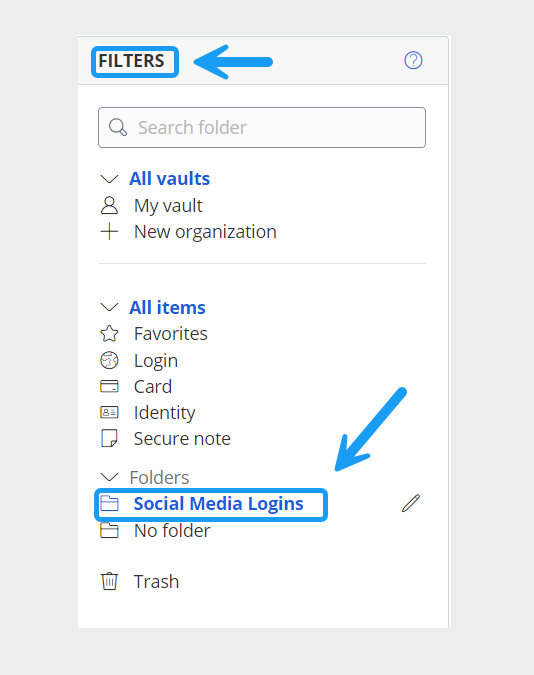 FILTERS
Search folder
All vaults
My vault
New organization
All items
Favorites
Login
Card
Identity
Secure note
Folders
Social Media Logins
No folder
Trash